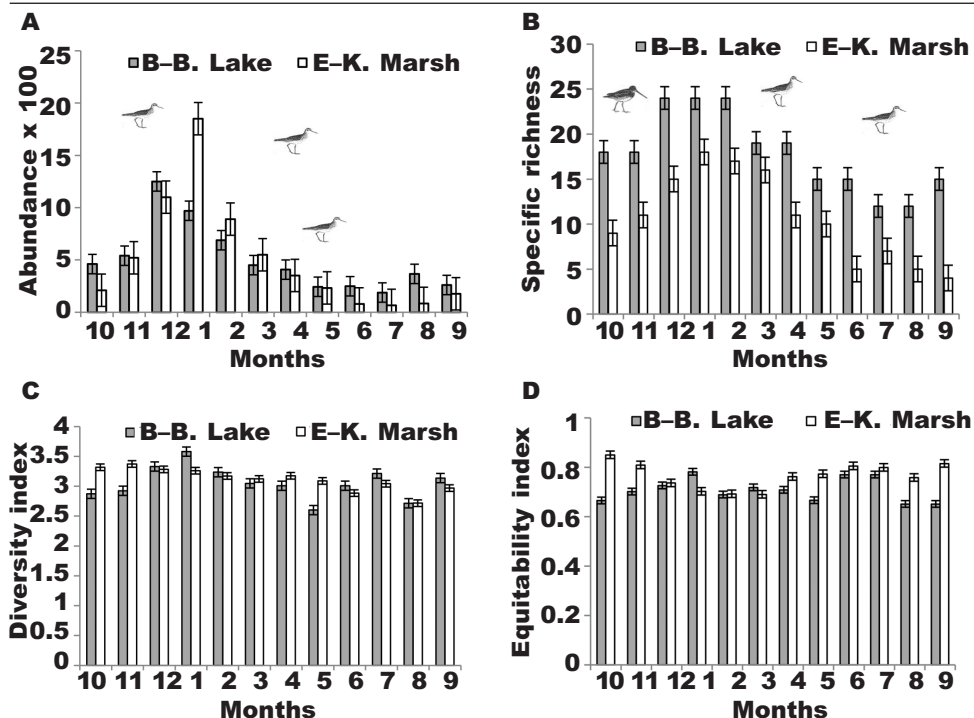 A
25
20
15
10
5
0
Abundance x 100
B–B. Lake E–K. Marsh
10 11 12 1 2 3 4 5 6 7 8 9
Months
B
30
25
20
15
10
5
0
Specific richness
B–B. Lake E–K. Marsh
10 11 12 1 2 3 4 5 6 7 8 9
Months
C
4
3.5
3
2.5
2
1.5
1
0.5
0
Diversity index
B–B. Lake E–K. Marsh
10 11 12 1 2 3 4 5 6 7 8 9
Months
D
1
0.8
0.6
0.4
0.2
0
Equitability index
B–B. Lake E–K. Marsh
10 11 12 1 2 3 4 5 6 7 8 9
Months